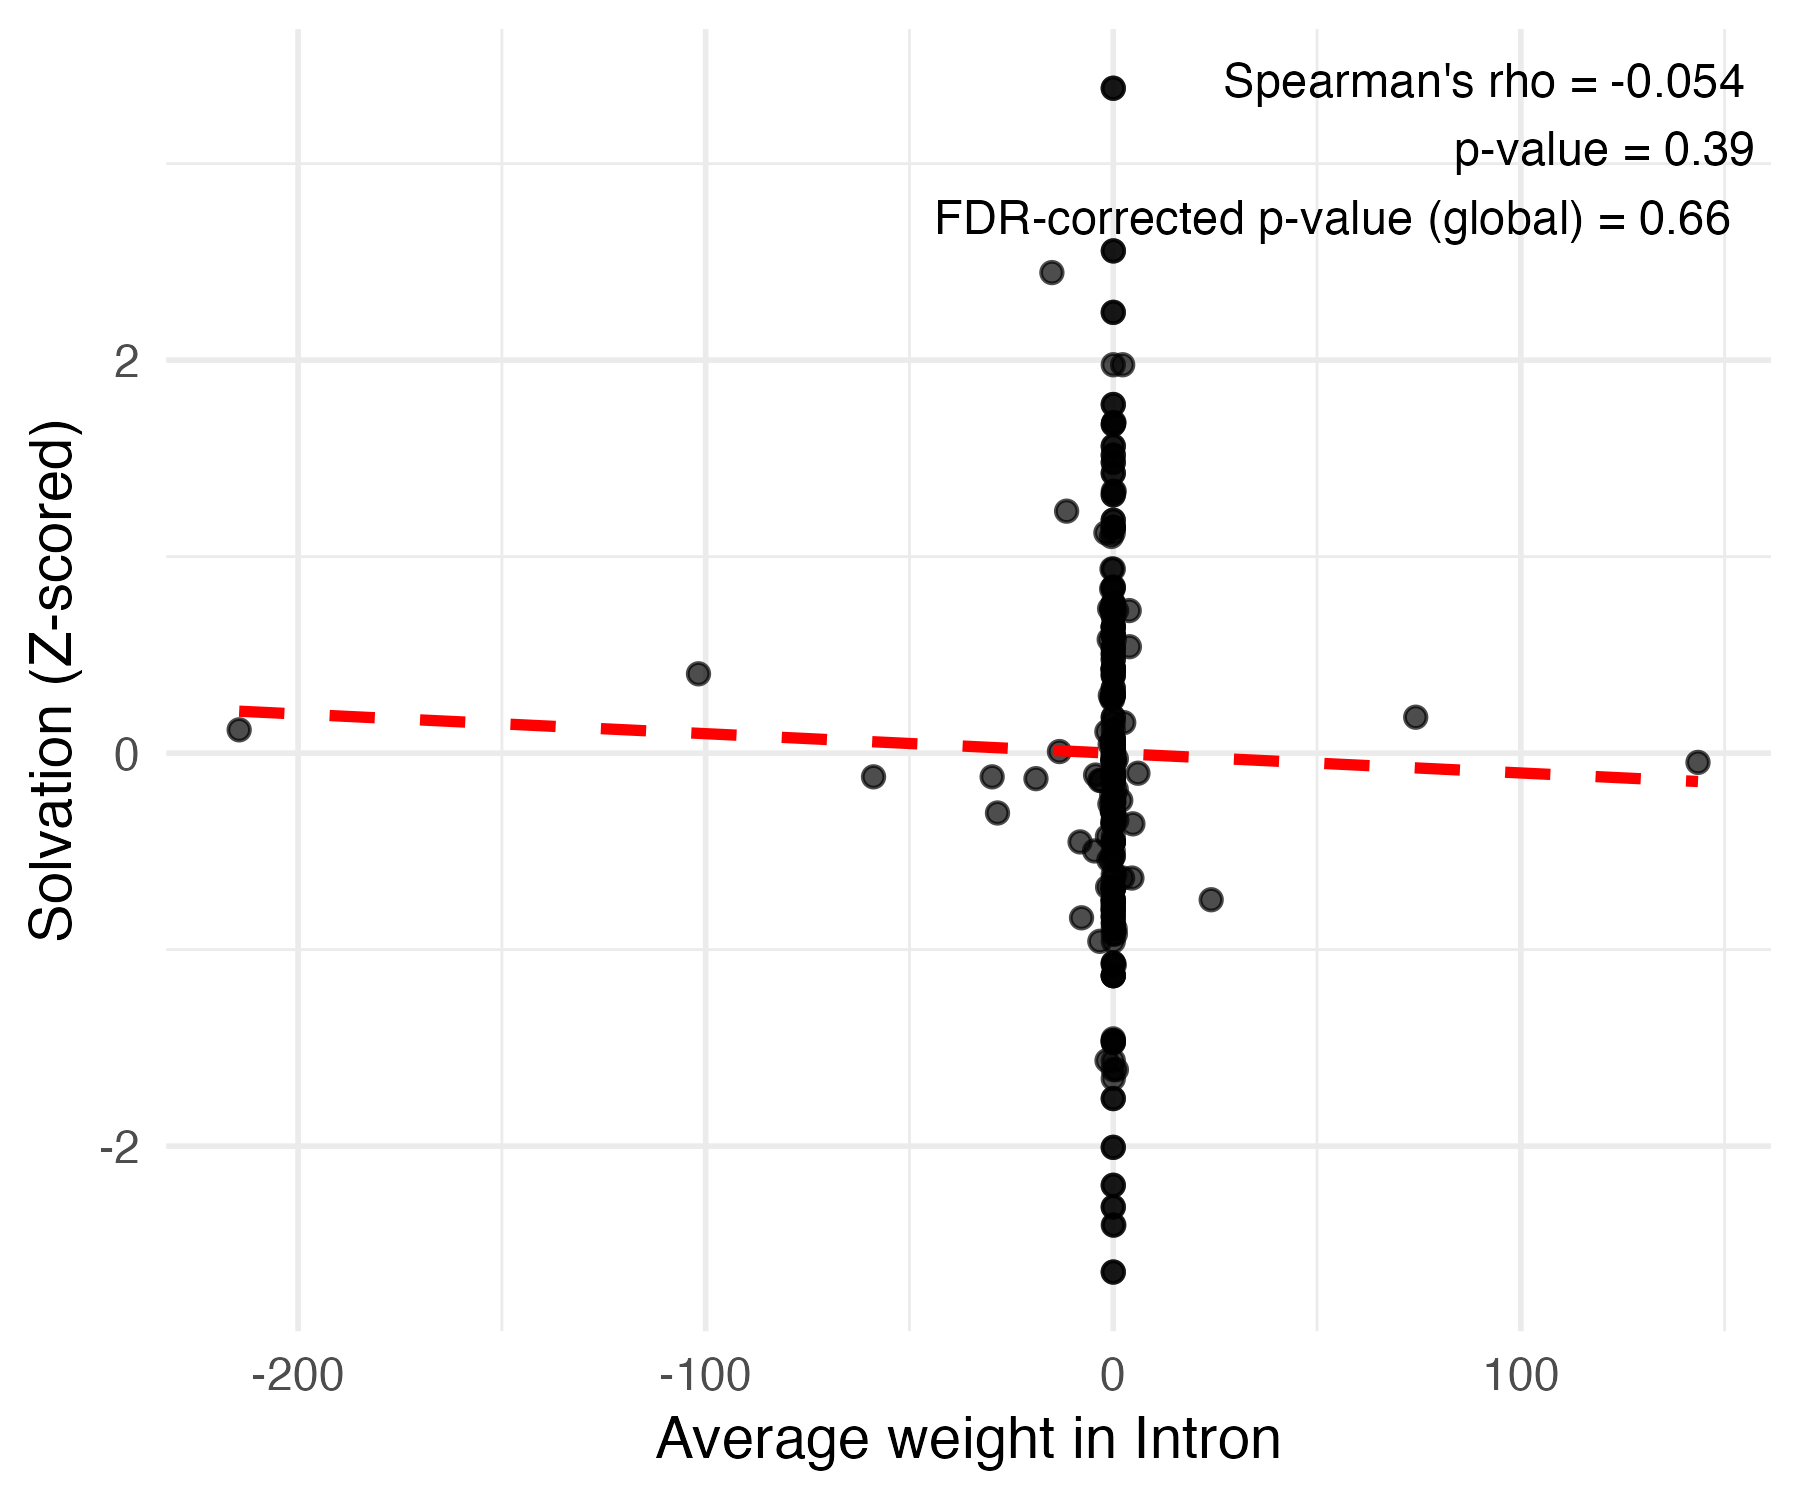 Spearman's rho = -0.054
p-value = 0.39
FDR-corrected p-value (global) = 0.66
2
0
-2
Solvation (Z-scored)
-200
-100
0
100
Average weight in Intron